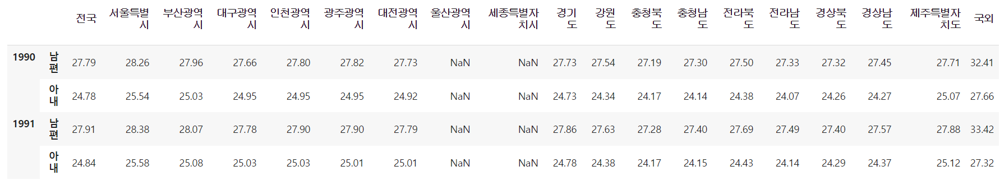 전국 서울특별시 부산광역시 대구광역시 인천광역시 광주광역시 대전광역시 울산광역시 세종특별자치시 경기도 강원도 충청북도 충청남도 전라북도 전라남도 경상북도 경상남도 제주특별자치도 국외
1990 남편 27.79 28.26 27.96 27.66 27.80 27.82 27.73 NaN NaN 27.73 27.54 27.19 27.30 27.50 27.33 27.32 27.45 27.71 32.41
아내 24.78 25.54 25.03 24.95 24.95 24.95 24.92 NaN NaN 24.73 24.34 24.17 24.14 24.38 24.07 24.26 24.27 25.07 27.66
1991 남편 27.91 28.38 28.07 27.78 27.90 27.90 27.79 NaN NaN 27.86 27.63 27.28 27.40 27.69 27.49 27.40 27.57 27.88 33.42
아내 24.84 25.58 25.08 25.03 25.03 25.01 25.01 NaN NaN 24.78 24.38 24.17 24.15 24.43 24.14 24.29 24.37 25.12 27.32